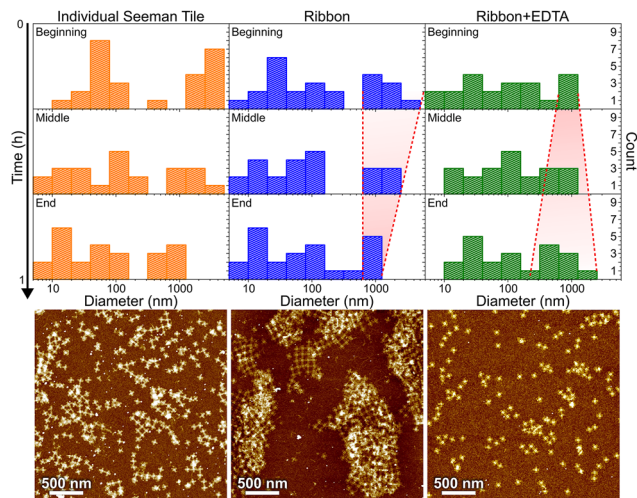 Individual Seeman Tile
Ribbon
Ribbon+EDTA
0
Time (h)
1
Beginning
Beginning
Beginning
9
7
5
3
1
Middle
Middle
Middle
9
7
5
3
1
Count
End
End
End
9
7
5
3
1
10 100 1000
10 100 1000
10 100 1000
Diameter (nm)
Diameter (nm)
Diameter (nm)
500 nm
500 nm
500 nm